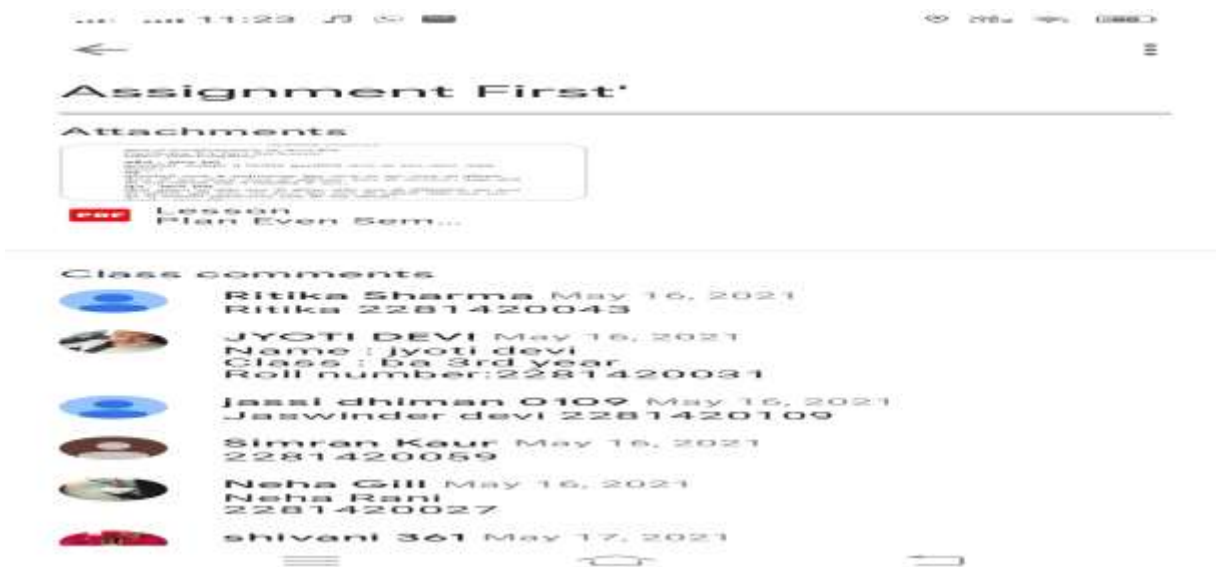 11:23
Assignment First'
Attachments
PDF
Lesson
Plan Even Sem...
Class comments
Ritika Sharma May 16, 2021
Ritika 2281420043
JYOTI DEVI May 16, 2021
Name : jyoti devi
Class : ba 3rd year
Roll number:2281420031
jassi dhiman 0109 May 16, 2021
Jaswinder devi 2281420109
Simran Kaur May 16, 2021
2281420059
Neha Gill May 16, 2021
Neha Rani
2281420027
shivani 361 May 17, 2021